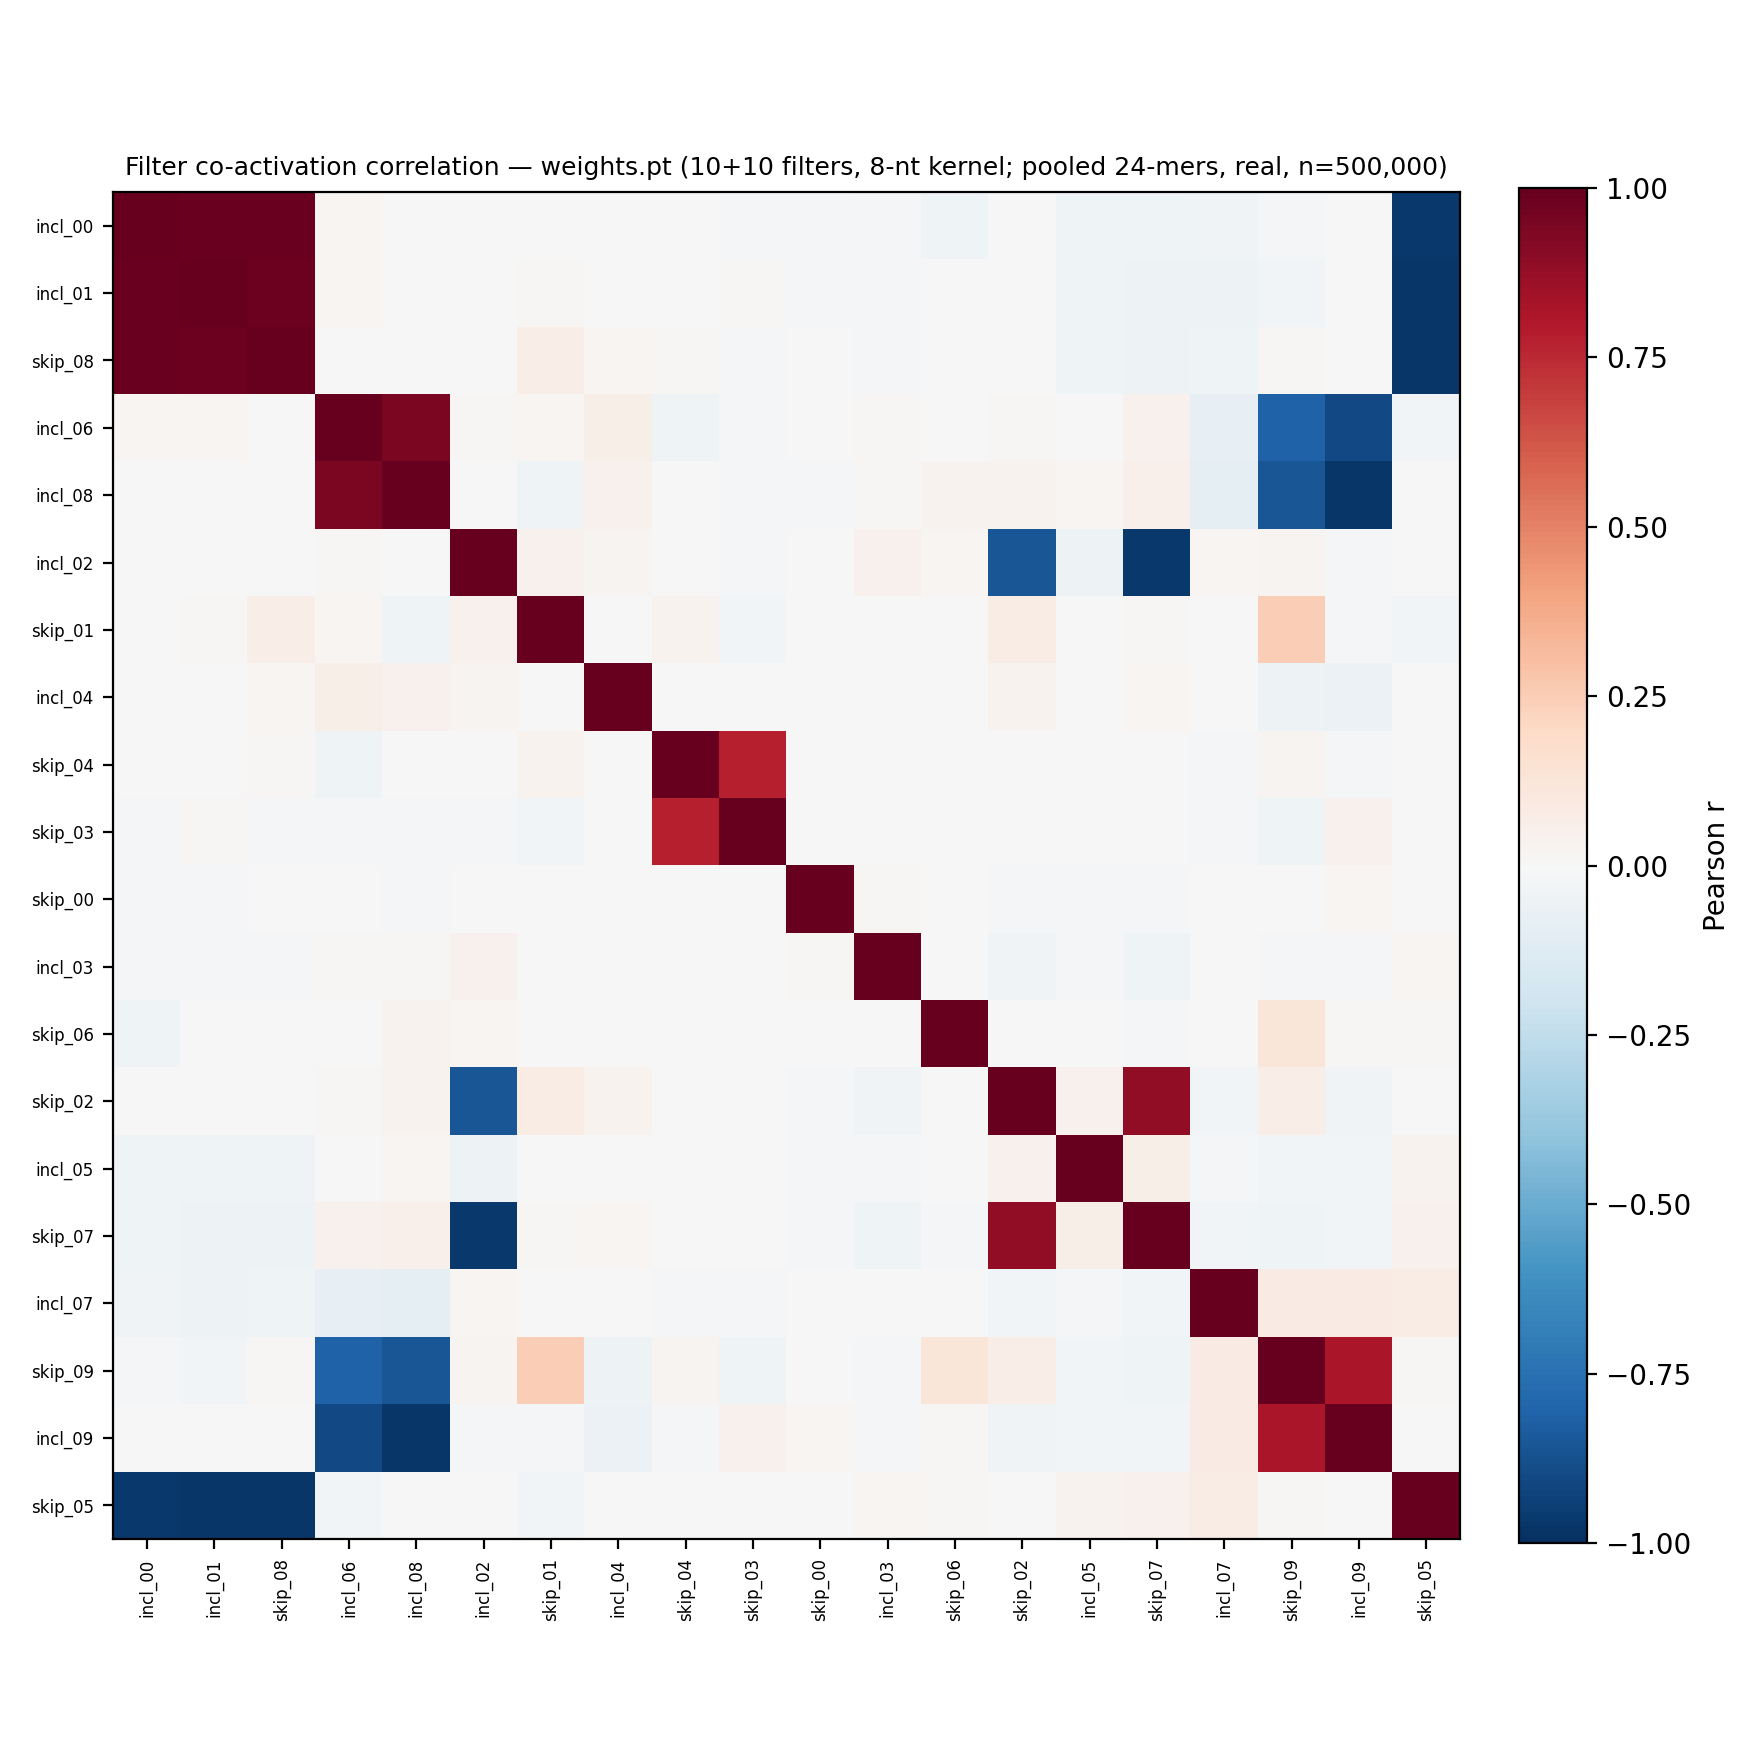 Filter co-activation correlation — weights.pt (10+10 filters, 8-nt kernel; pooled 24-mers, real, n=500,000)
incl_00
incl_01
skip_08
incl_06
incl_08
incl_02
skip_01
incl_04
skip_04
skip_03
skip_00
incl_03
skip_06
skip_02
incl_05
skip_07
incl_07
skip_09
incl_09
skip_05
incl_00 incl_01 skip_08 incl_06 incl_08 incl_02 skip_01 incl_04 skip_04 skip_03 skip_00 incl_03 skip_06 skip_02 incl_05 skip_07 incl_07 skip_09 incl_09 skip_05
1.00
0.75
0.50
0.25
0.00
−0.25
−0.50
−0.75
−1.00
Pearson r